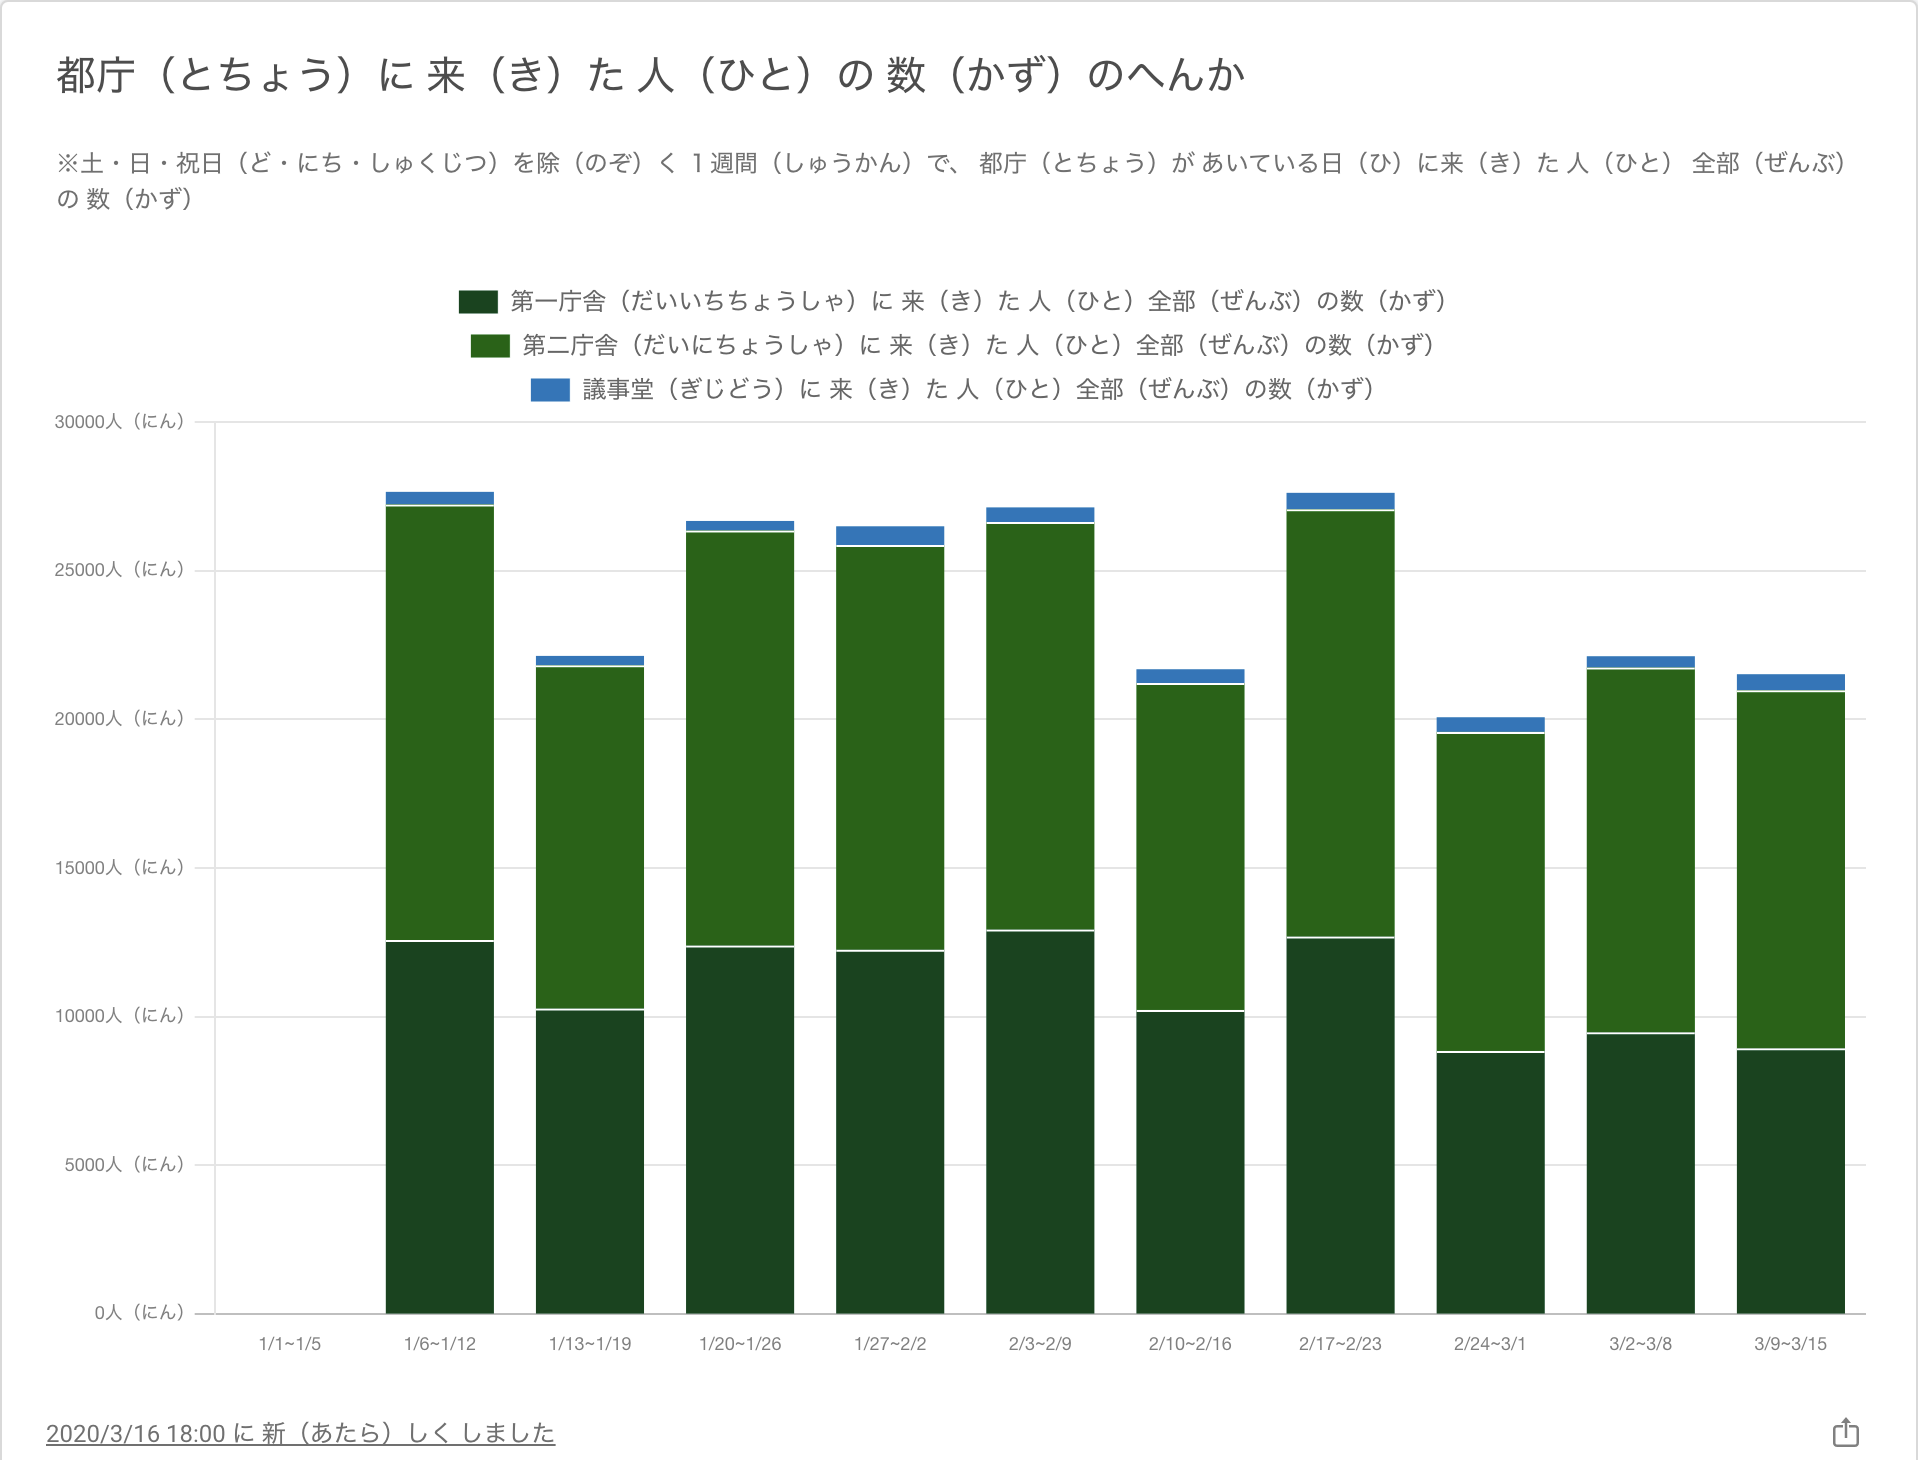 都庁（とちょう）に 来（き）た 人（ひと）の 数（かず）のへんか
※土・日・祝日（ど・にち・しゅくじつ）を除（のぞ）く １週間（しゅうかん）で、 都庁（とちょう）が あいている日（ひ）に来（き）た 人（ひと） 全部（ぜんぶ）
の 数（かず）
第一庁舎（だいいちちょうしゃ）に 来（き）た 人（ひと）全部（ぜんぶ）の数（かず）
第二庁舎（だいにちょうしゃ）に 来（き）た 人（ひと）全部（ぜんぶ）の数（かず）
議事堂（ぎじどう）に 来（き）た 人（ひと）全部（ぜんぶ）の数（かず）
30000人（にん）
25000人（にん）
20000人（にん）
15000人（にん）
10000人（にん）
5000人（にん）
0人（にん）
1/1~1/5 1/6~1/12 1/13~1/19 1/20~1/26 1/27~2/2 2/3~2/9 2/10~2/16 2/17~2/23 2/24~3/1 3/2~3/8 3/9~3/15
2020/3/16 18:00 に 新（あたら）しく しました